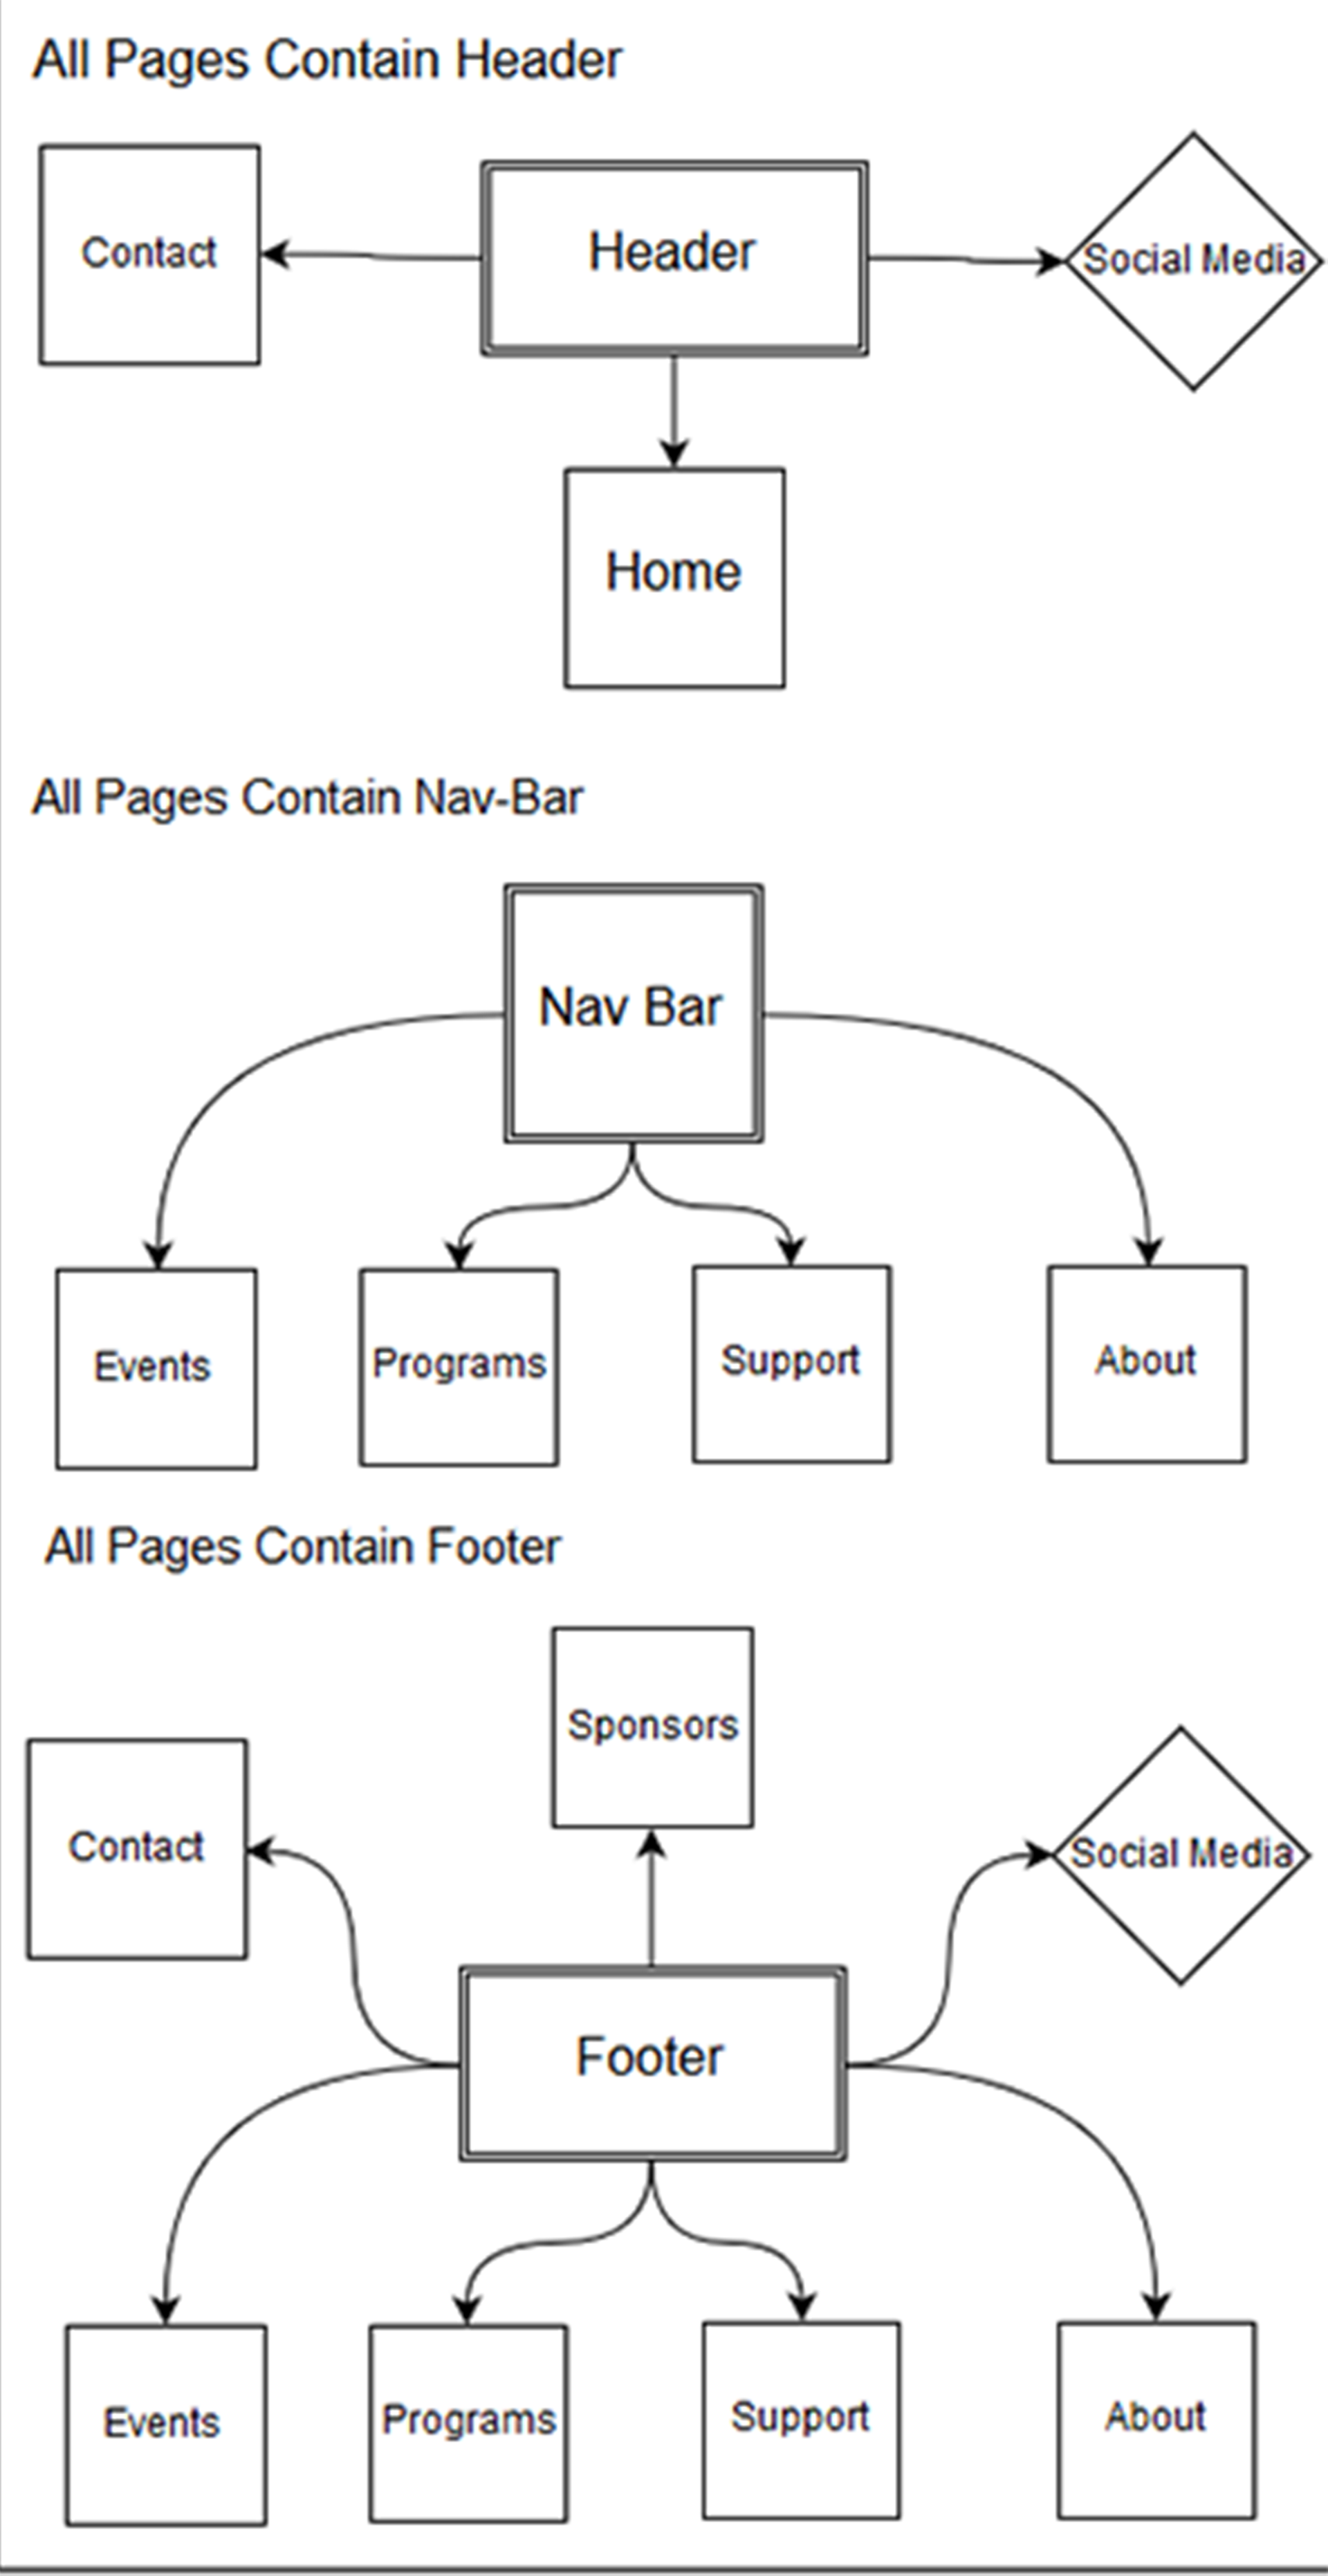 All Pages Contain Header
Contact
Header
Social Media
Home
All Pages Contain Nav-Bar
Nav Bar
Events
Programs
Support
About
All Pages Contain Footer
Sponsors
Contact
Social Media
Footer
Events
Programs
Support
About